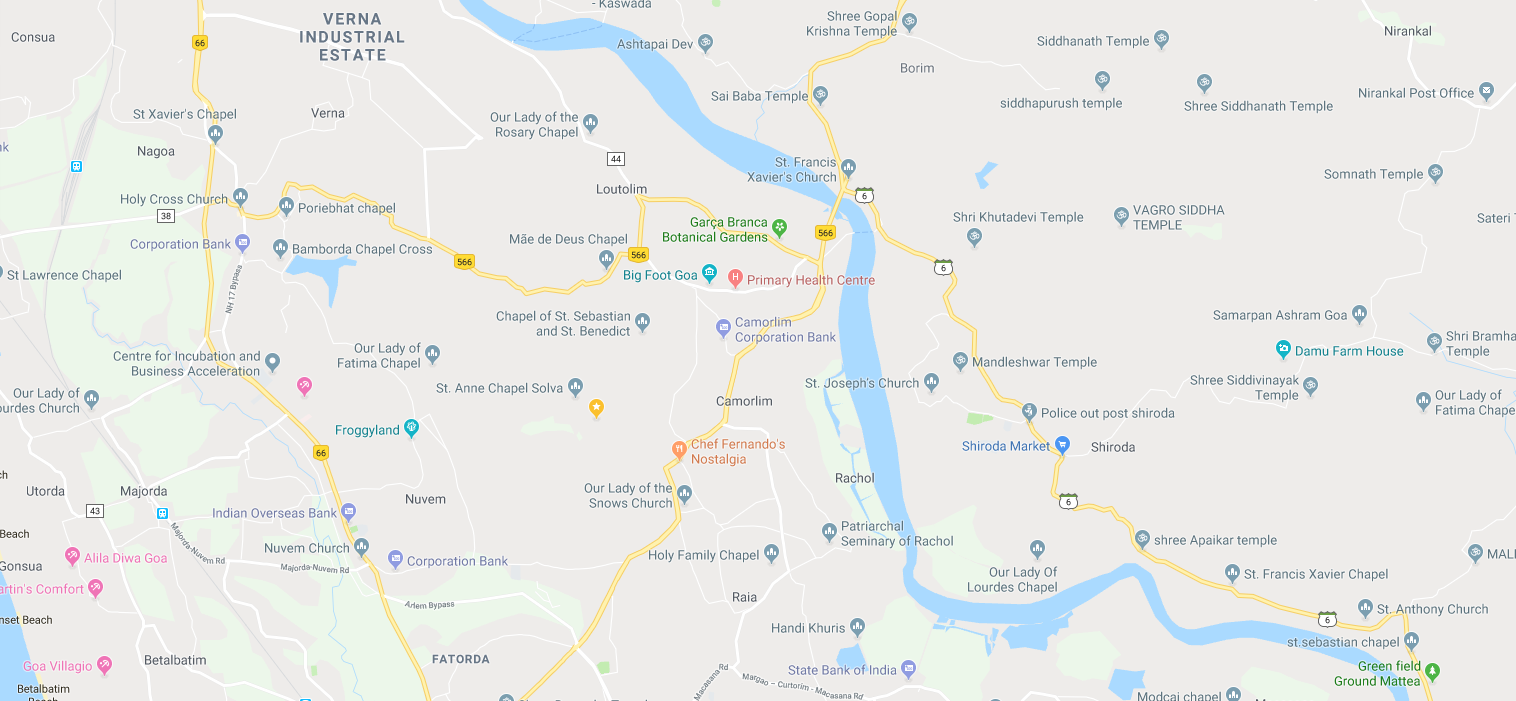 - Kaswada
VERNA
INDUSTRIAL
ESTATE
Consua
66
Ashtapai Dev
Shree Gopal
Krishna Temple
Borim
Siddhanath Temple
Nirankal
siddhapurush temple
Shree Siddhanath Temple
Nirankal Post Office
Sai Baba Temple
St Xavier's Chapel
Verna
Our Lady of the
Rosary Chapel
Nagoa
44
St. Francis
Xavier's Church
Somnath Temple
Loutolim
6
Holy Cross Church
Poriebhat chapel
38
Garça Branca
Botanical Gardens
566
Shri Khutadevi Temple
VAGRO SIDDHA
TEMPLE
Sateri
Corporation Bank
Bamborda Chapel Cross
Mãe de Deus Chapel
566
566
6
St Lawrence Chapel
NH 17 Bypass
Big Foot Goa
H
Primary Health Centre
Chapel of St. Sebastian
and St. Benedict
Camorlim
Corporation Bank
Samarpan Ashram Goa
Shri Bramha
Temple
Damu Farm House
Centre for Incubation and
Business Acceleration
Our Lady of
Fatima Chapel
Mandleshwar Temple
St. Anne Chapel Solva
St. Joseph's Church
Shree Siddivinayak
Temple
Our Lady of
ourdes Church
Our Lady of
Fatima Chape
Camorlim
Police out post shiroda
Froggyland
Chef Fernando's
Nostalgia
Shiroda Market
Shiroda
66
Utorda
Majorda
Rachol
43
Nuvem
Our Lady of the
Snows Church
6
Indian Overseas Bank
Majorda-Nuvem Rd
Beach
Patriarchal
Seminary of Rachol
shree Apaikar temple
Nuvem Church
Corporation Bank
Holy Family Chapel
Alila Diwa Goa
Gonsua
Majorda-Nuvem Rd
Our Lady Of
Lourdes Chapel
St. Francis Xavier Chapel
artin's Comfort
Arlem Bypass
Raia
St. Anthony Church
nset Beach
6
Handi Khuris
st.sebastian chapel
Goa Villagio
Betalbatim
FATORDA
State Bank of India
Green field
Ground Mattea
Betalbatim
Macasana Rd
Margao - Curtorim - Macasana Rd
Modcai chapel